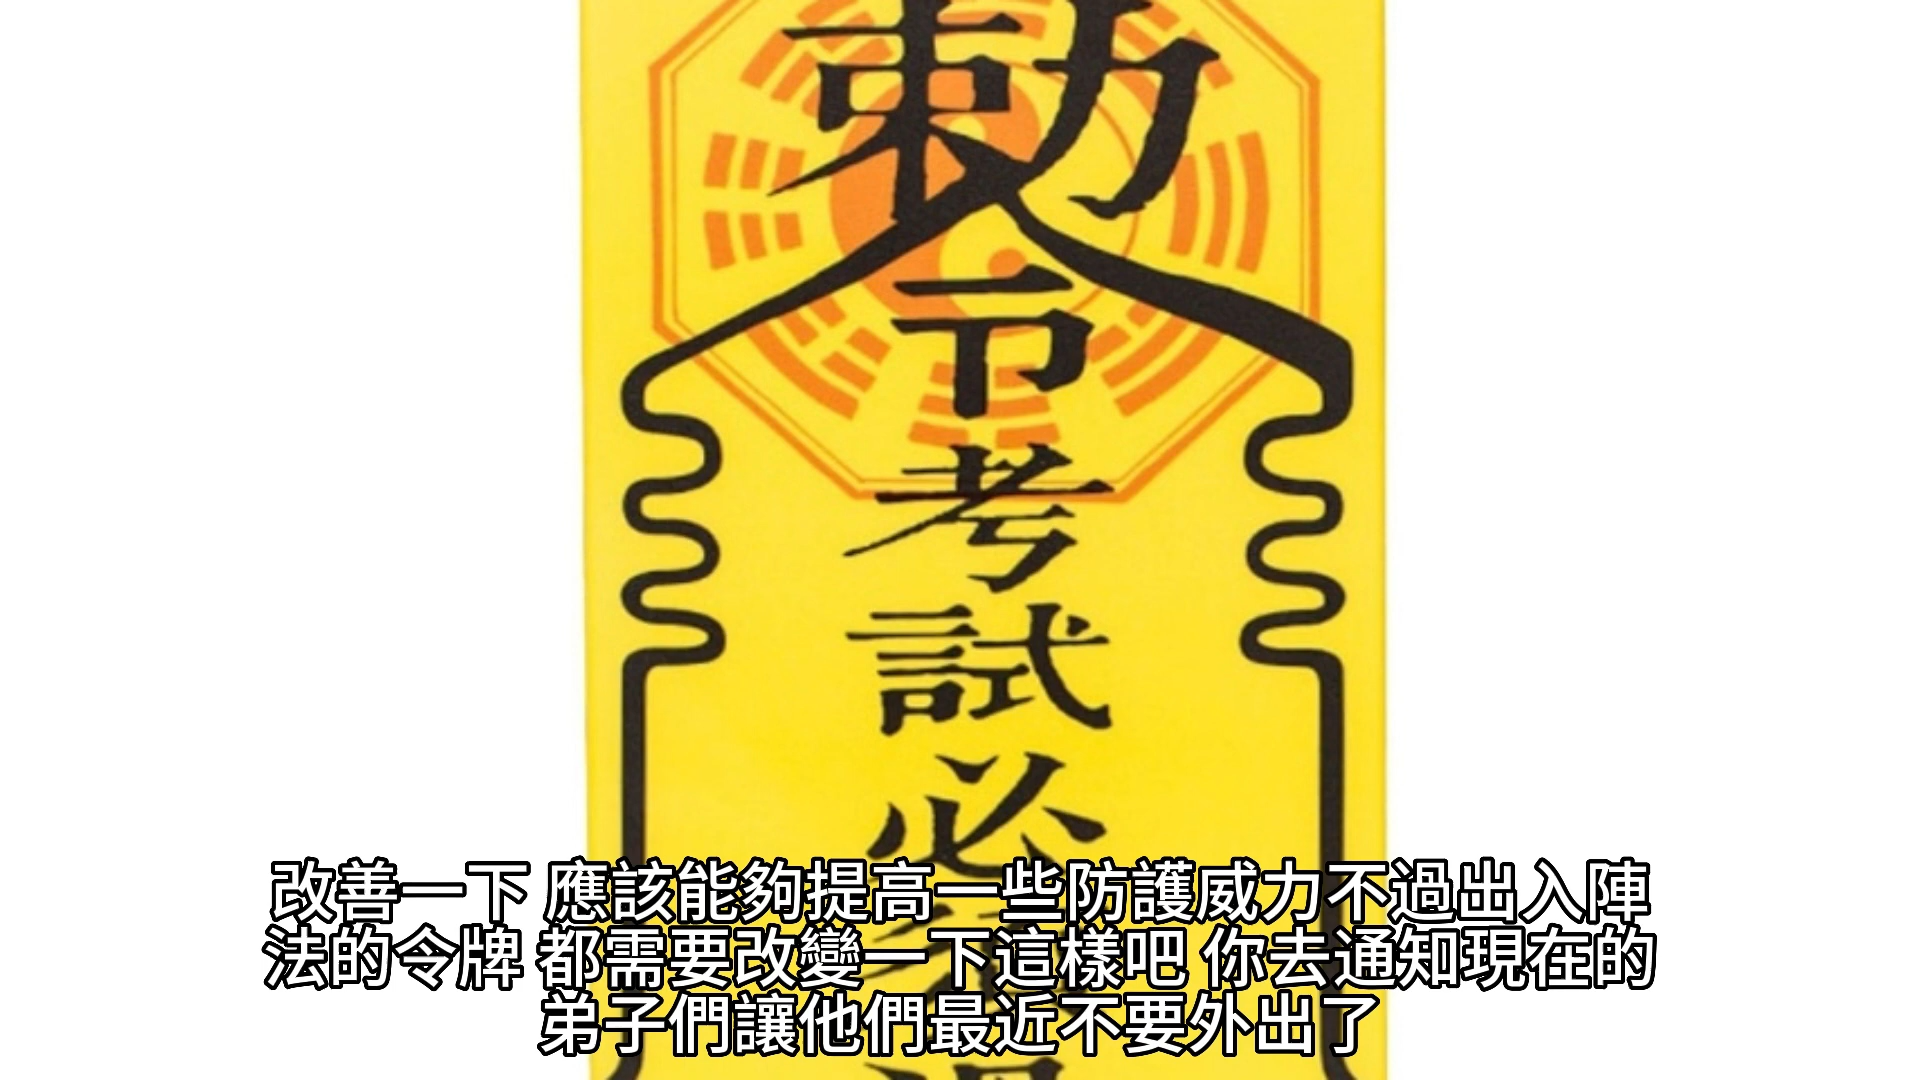 勅
令
考
試
必
改善一下 應該能夠提高一些防護威力不過出入陣
法的令牌 都需要改變一下這樣吧 你去通知現在的
弟子們讓他們最近不要外出了